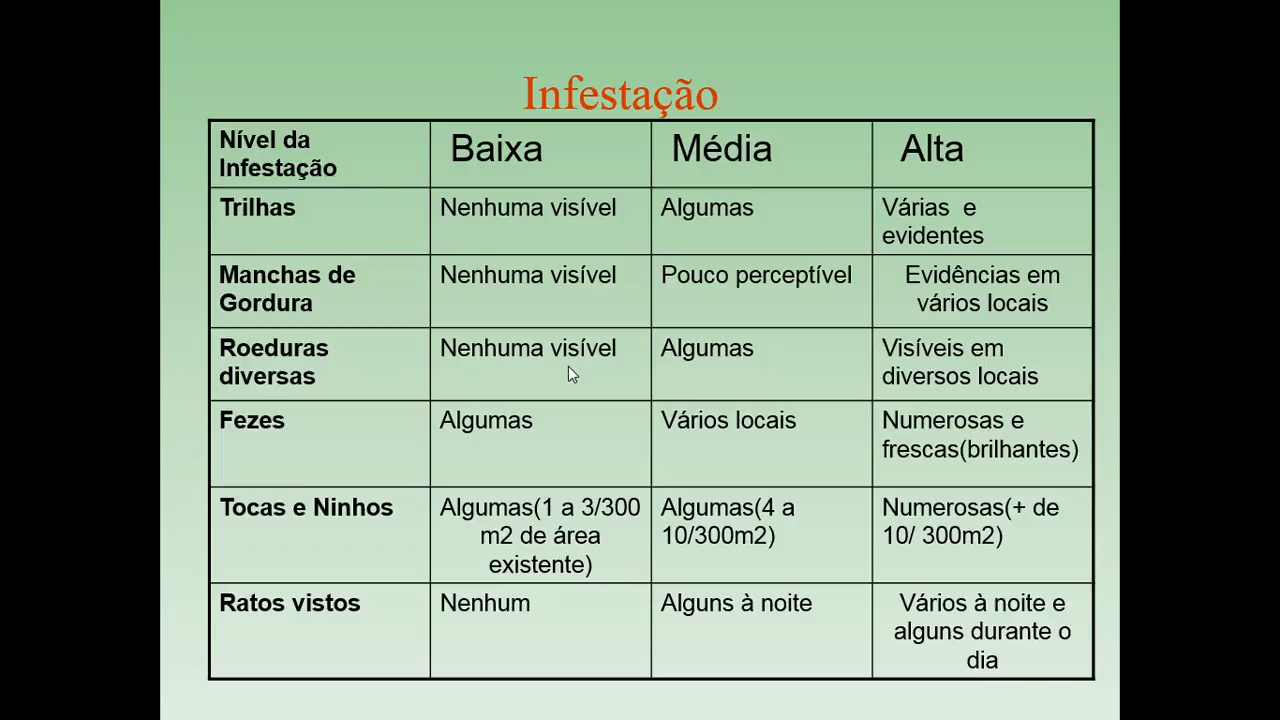 Infestação
Nível da
Infestação
Baixa
Média
Alta
Trilhas
Nenhuma visível
Algumas
Várias e
evidentes
Manchas de
Gordura
Nenhuma visível
Pouco perceptível
Evidências em
vários locais
Roeduras
diversas
Nenhuma visível
Algumas
Visíveis em
diversos locais
Fezes
Algumas
Vários locais
Numerosas e
frescas(brilhantes)
Tocas e Ninhos
Algumas(1 a 3/300
m2 de área
existente)
Algumas(4 a
10/300m2)
Numerosas(+ de
10/ 300m2)
Ratos vistos
Nenhum
Alguns à noite
Vários à noite e
alguns durante o
dia